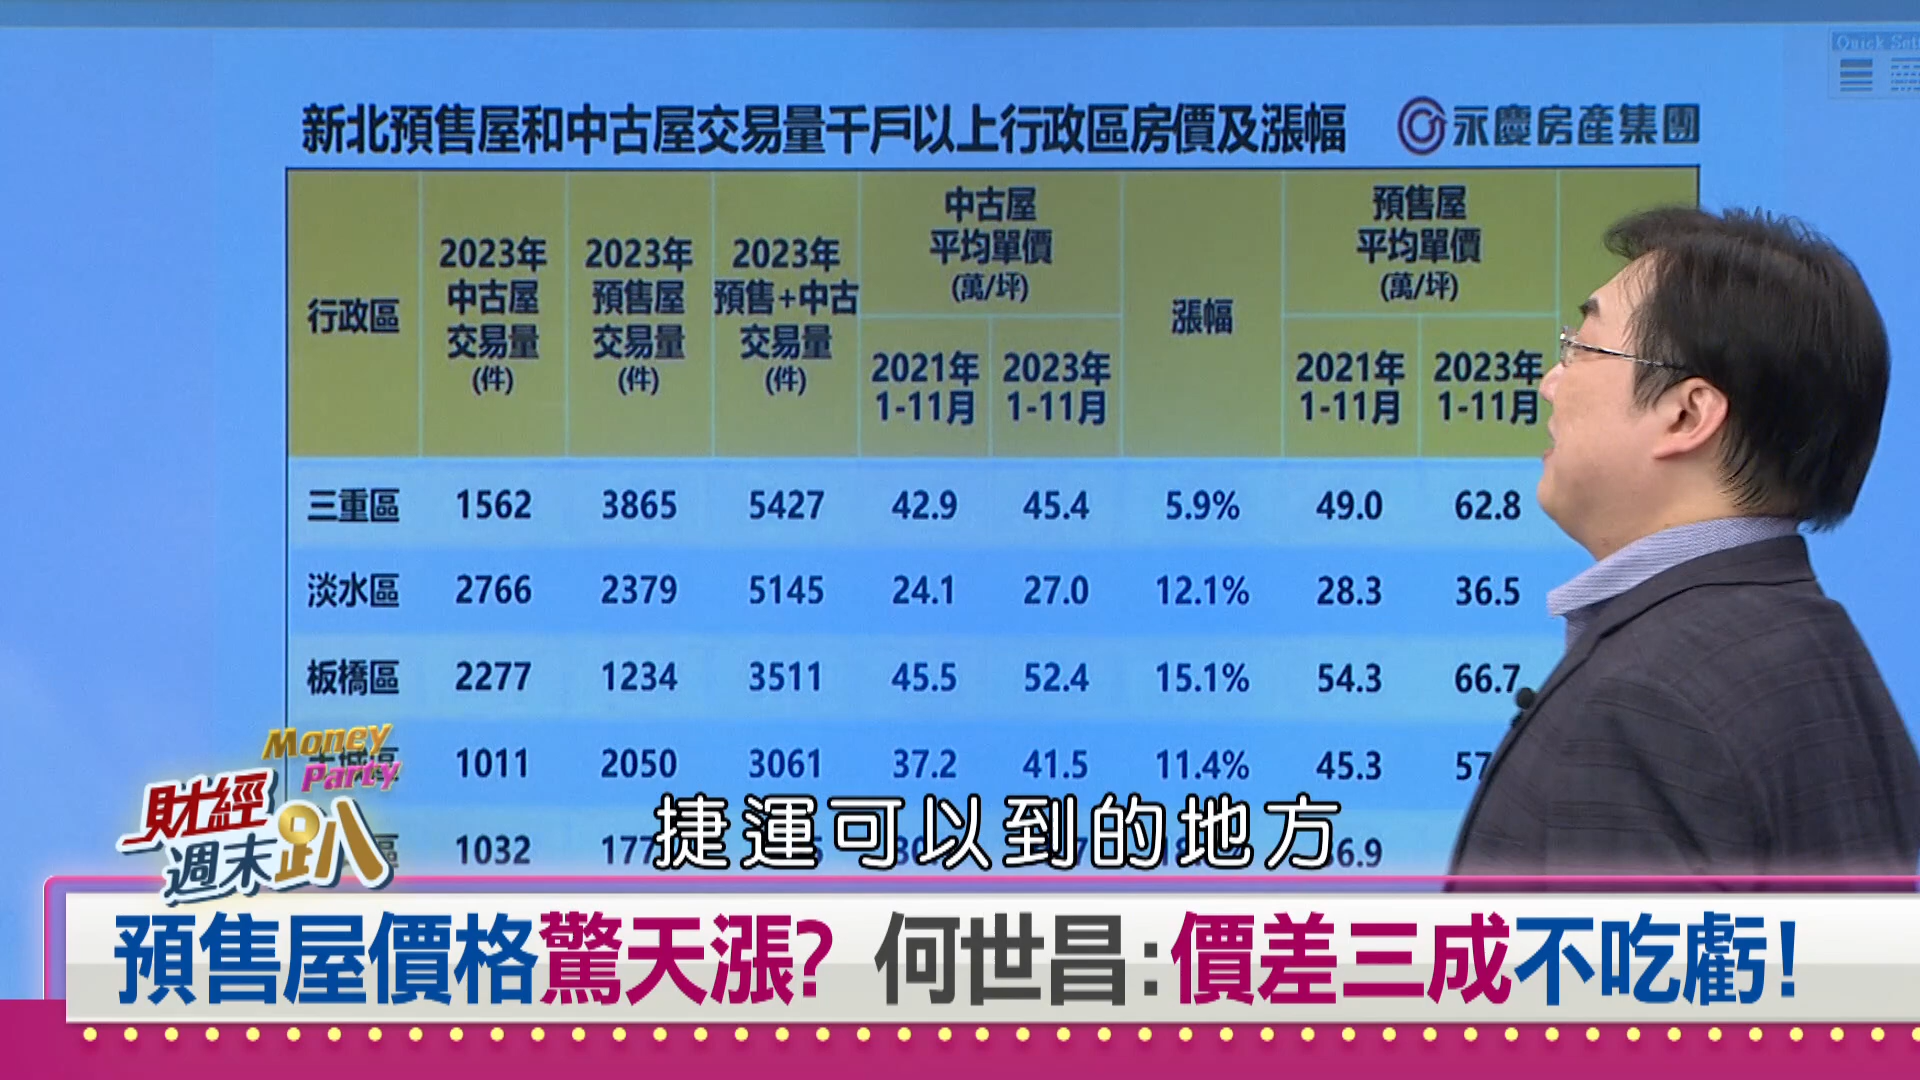 Quick Set
新北預售屋和中古屋交易量千戶以上行政區房價及漲幅 永慶房產集團
行政區 2023年中古屋交易量(件) 2023年預售屋交易量(件) 2023年預售+中古交易量(件) 中古屋平均單價(萬/坪) 漲幅 預售屋平均單價(萬/坪)
2021年1-11月 2023年1-11月 2021年1-11月 2023年1-11月
三重區 1562 3865 5427 42.9 45.4 5.9% 49.0 62.8
淡水區 2766 2379 5145 24.1 27.0 12.1% 28.3 36.5
板橋區 2277 1234 3511 45.5 52.4 15.1% 54.3 66.7
1011 2050 3061 37.2 41.5 11.4% 45.3
區 1032
Money Party
財經週末趴
捷運可以到的地方
預售屋價格驚天漲? 何世昌:價差三成不吃虧!